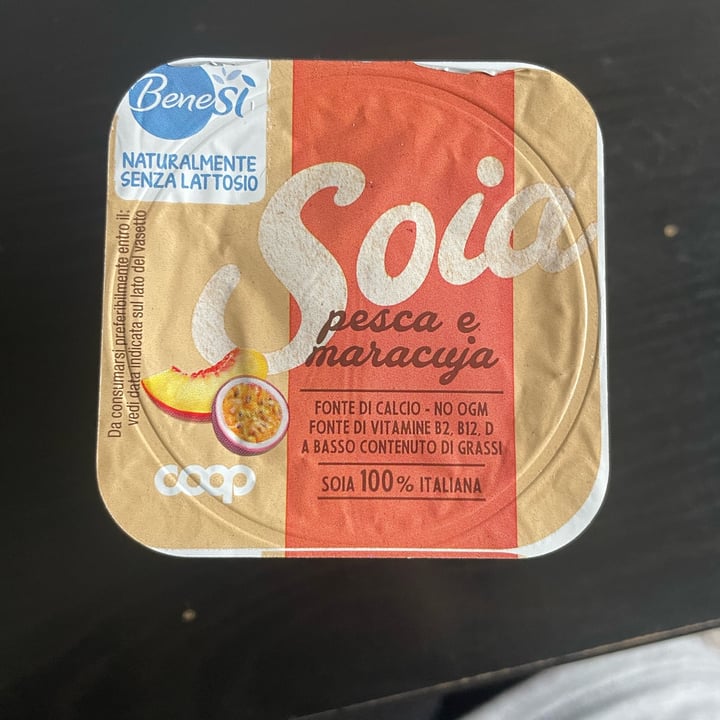 BeneSì
NATURALMENTE
SENZA LATTOSIO
Soia
pesca e
maracuja
FONTE DI CALCIO - NO OGM
FONTE DI VITAMINE B2, B12, D
A BASSO CONTENUTO DI GRASSI
SOIA 100% ITALIANA
Da consumarsi preferibilmente entro il:
vedi data indicata sul lato del vasetto
coop